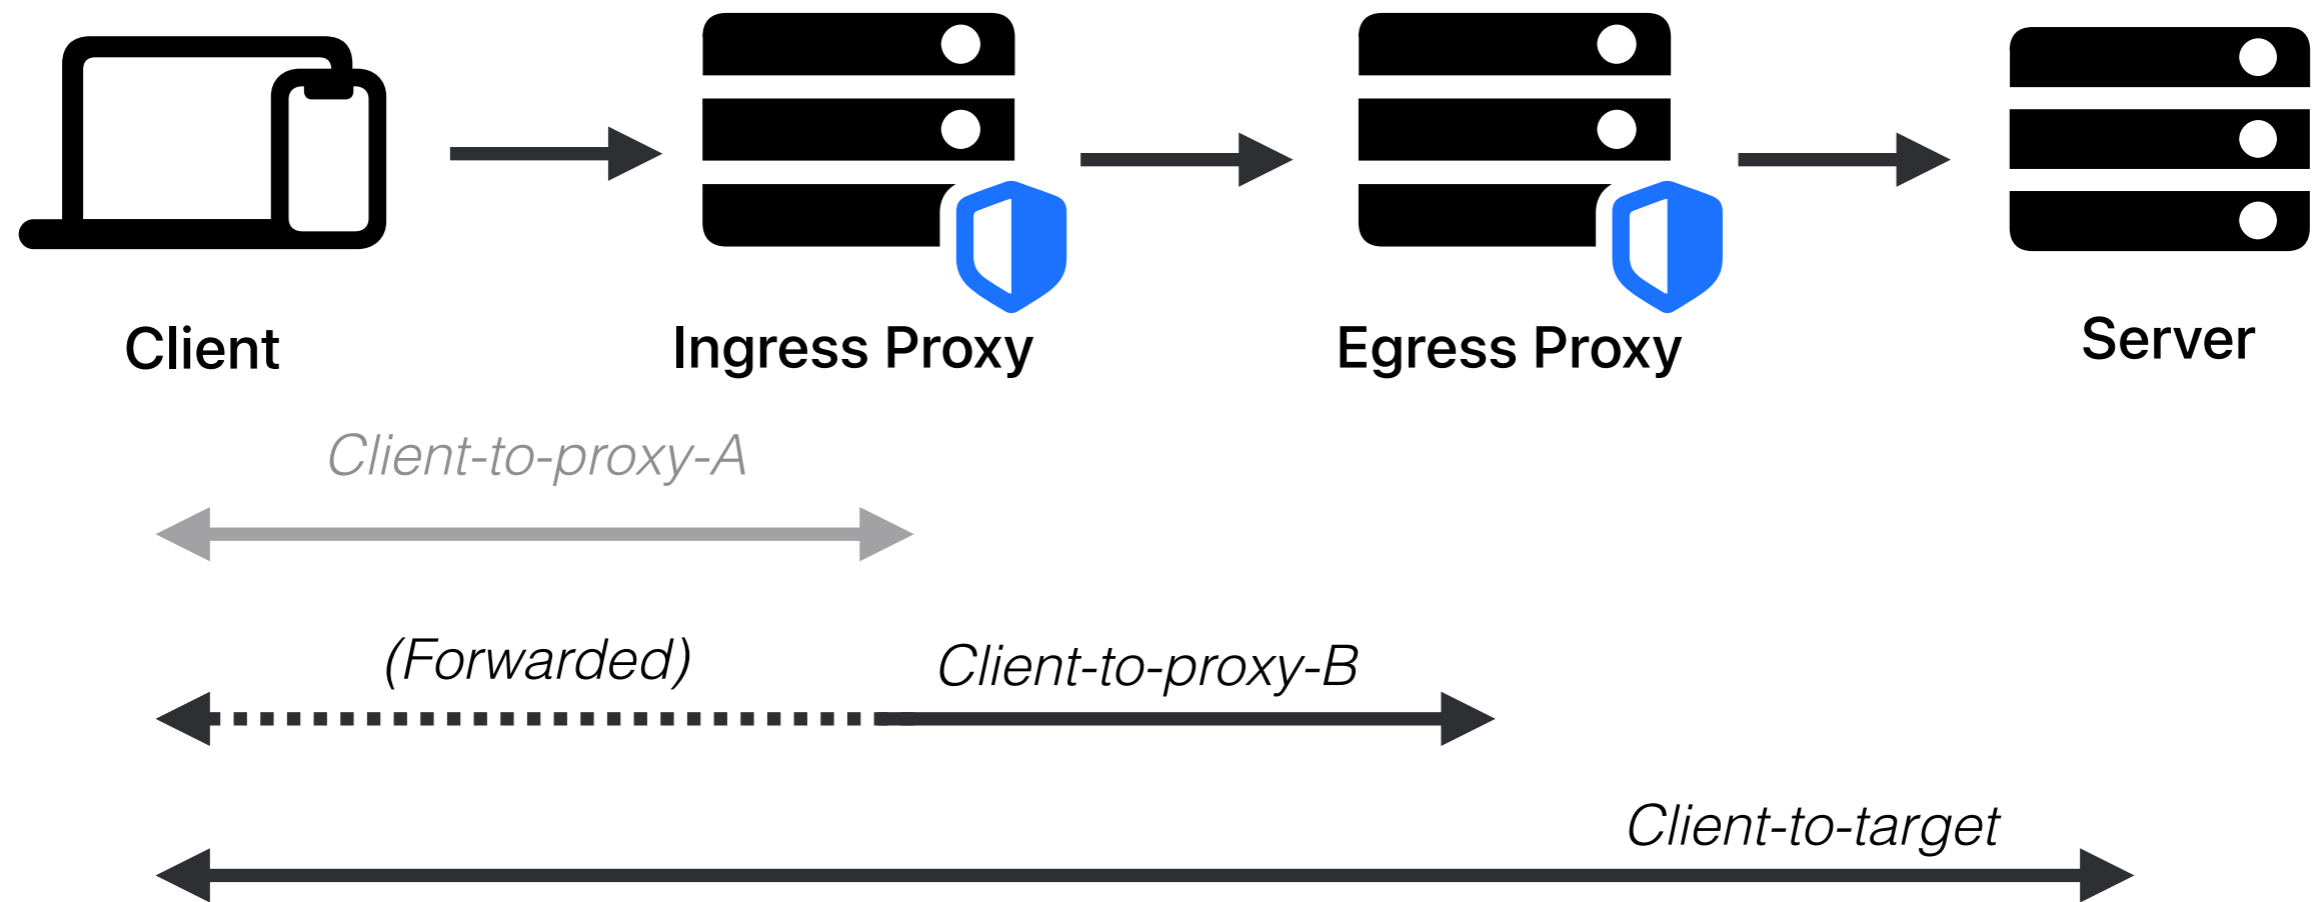 Client
Ingress Proxy
Egress Proxy
Server
Client-to-proxy-A
(Forwarded)
Client-to-proxy-B
Client-to-target